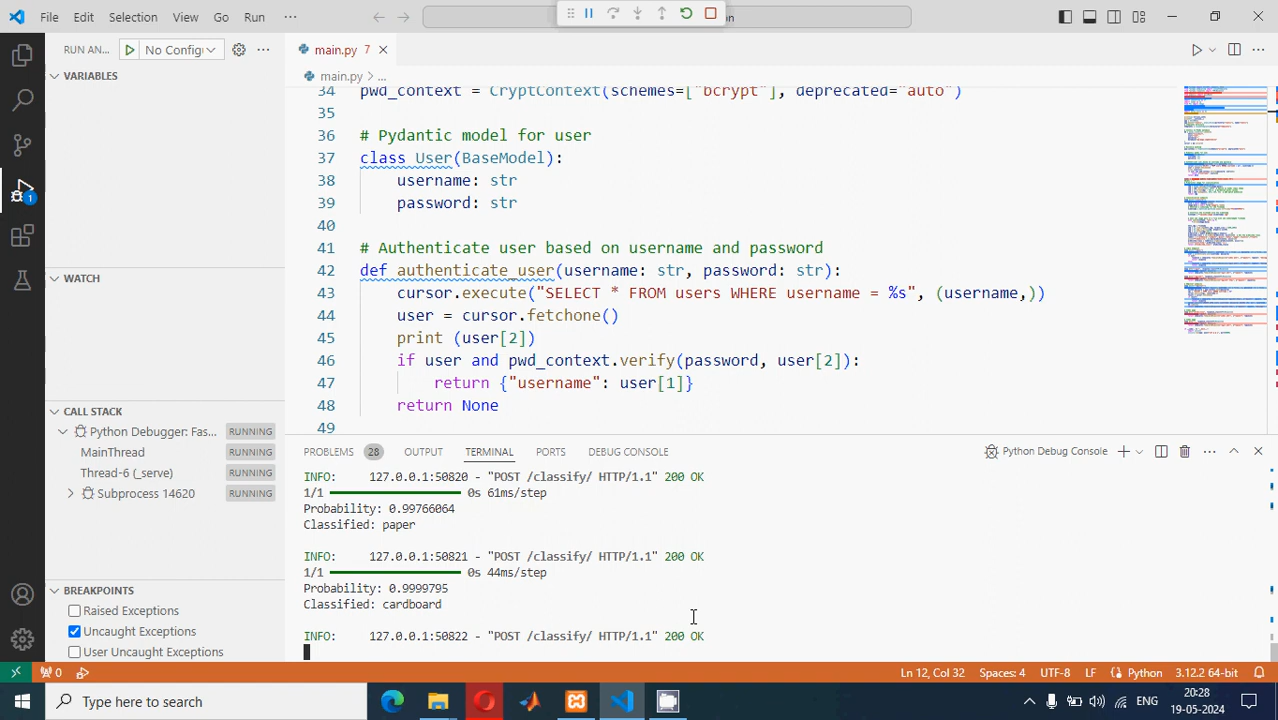 File Edit Selection View Go Run ···
RUN AN... No Config
main.py 7
VARIABLES
main.py > ...
34 pwd_context = CryptContext(schemes=["bcrypt"], deprecated="auto")
35
36 # Pydantic model for user
37 class User(BaseModel):
38 username: str
39 password: str
40
41 # Authenticate user based on username and password
42 def authenticate_user(username: str, password: str):
43 cursor.execute("SELECT * FROM users WHERE username = %s", (username,))
44 user = cursor.fetchone()
45 print (user[2])
46 if user and pwd_context.verify(password, user[2]):
47 return {"username": user[1]}
48 return None
49
WATCH
CALL STACK
Python Debugger: Fas... RUNNING
MainThread RUNNING
Thread-6 (_serve) RUNNING
Subprocess 14620 RUNNING
BREAKPOINTS
Raised Exceptions
Uncaught Exceptions
User Uncaught Exceptions
PROBLEMS 28 OUTPUT TERMINAL PORTS DEBUG CONSOLE Python Debug Console
INFO: 127.0.0.1:50820 - "POST /classify/ HTTP/1.1" 200 OK
1/1 0s 61ms/step
Probability: 0.99766064
Classified: paper
INFO: 127.0.0.1:50821 - "POST /classify/ HTTP/1.1" 200 OK
1/1 0s 44ms/step
Probability: 0.9999795
Classified: cardboard
INFO: 127.0.0.1:50822 - "POST /classify/ HTTP/1.1" 200 OK
0 Ln 12, Col 32 Spaces: 4 UTF-8 LF Python 3.12.2 64-bit
Type here to search
ENG
20:28
19-05-2024